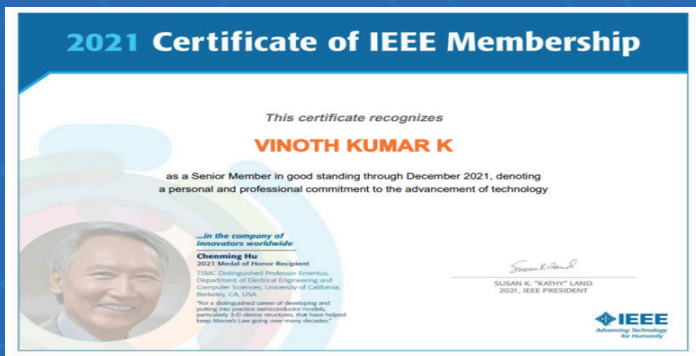 2021 Certificate of IEEE Membership
This certificate recognizes
VINOTH KUMAR K
as a Senior Member in good standing through December 2021, denoting
a personal and professional commitment to the advancement of technology
...in the company of
innovators worldwide
Chenming Hu
2021 Medal of Honor Recipient
TSMC Distinguished Professor Emeritus,
Department of Electrical Engineering and
Computer Sciences, University of California,
Berkeley, CA, USA
"For a distinguished career of developing and
putting into practice semiconductor models,
particularly 3-D device structures, that have helped
keep Moore's Law going over many decades."
Susan K. Land
SUSAN K. "KATHY" LAND
2021, IEEE PRESIDENT
IEEE
Advancing Technology
for Humanity